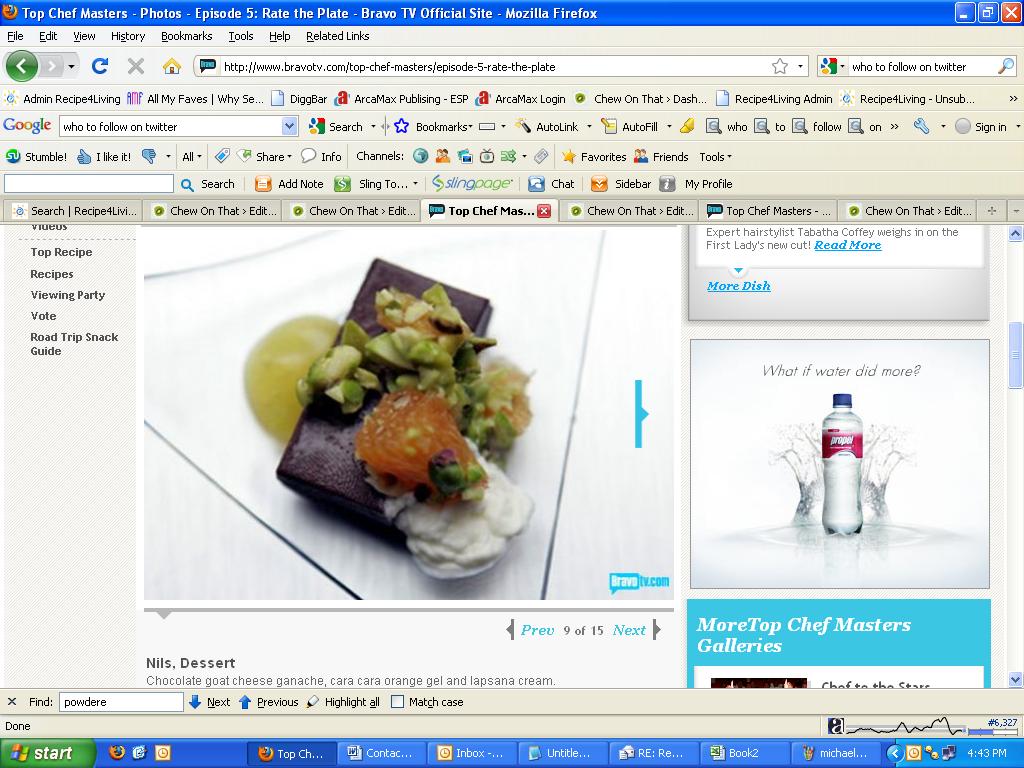 Top Chef Masters - Photos - Episode 5: Rate the Plate - Bravo TV Official Site - Mozilla Firefox
File Edit View History Bookmarks Tools Help Related Links
http://www.bravotv.com/top-chef-masters/episode-5-rate-the-plate who to follow on twitter
Admin Recipe4Living All My Faves | Why Se... DiggBar ArcaMax Publising - ESP ArcaMax Login Chew On That › Dash... Recipe4Living Admin Recipe4Living - Unsub... »
Google who to follow on twitter Search Bookmarks AutoLink AutoFill who to follow on » Sign in
Stumble! I like it! All Share Info Channels: Favorites Friends Tools
Search Add Note Sling To... slingpage Chat Sidebar My Profile
Search | Recipe4Livi... Chew On That › Edit... Chew On That › Edit... Top Chef Mas... Chew On That › Edit... Top Chef Masters - ... Chew On That › Edit...
Videos
Top Recipe
Recipes
Viewing Party
Vote
Road Trip Snack
Guide
Bravotv.com
Prev 9 of 15 Next
Nils, Dessert
Chocolate goat cheese ganache, cara cara orange gel and lapsana cream.
Expert hairstylist Tabatha Coffey weighs in on the
First Lady's new cut! Read More
More Dish
What if water did more?
propel
MoreTop Chef Masters
Galleries
Chef to the Stars
Find: powdere Next Previous Highlight all Match case
Done #6,327
start Top Ch... Contac... Inbox -... Untitle... RE: Re... Book2 michael... 4:43 PM